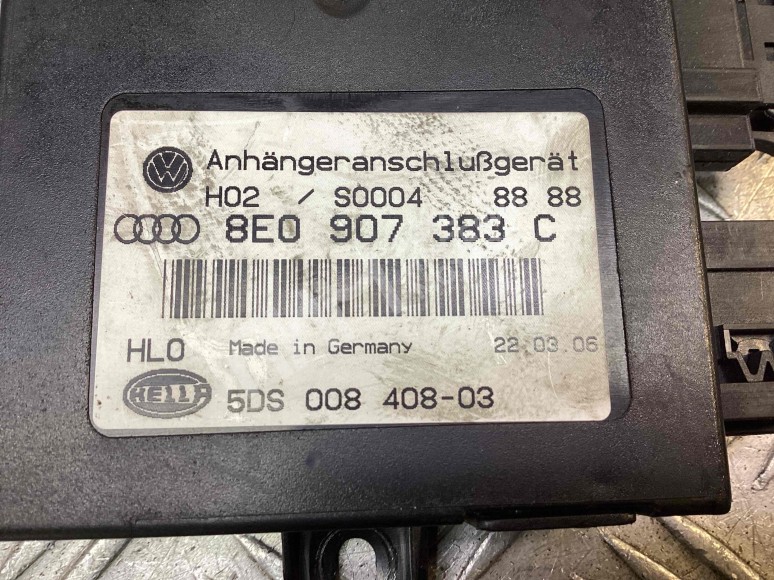 Anhängeranschlußgerät
H02 / S0004 88 88
8E0 907 383 C
HLO Made in Germany 22.03.06
HELLA 5DS 008 408-03